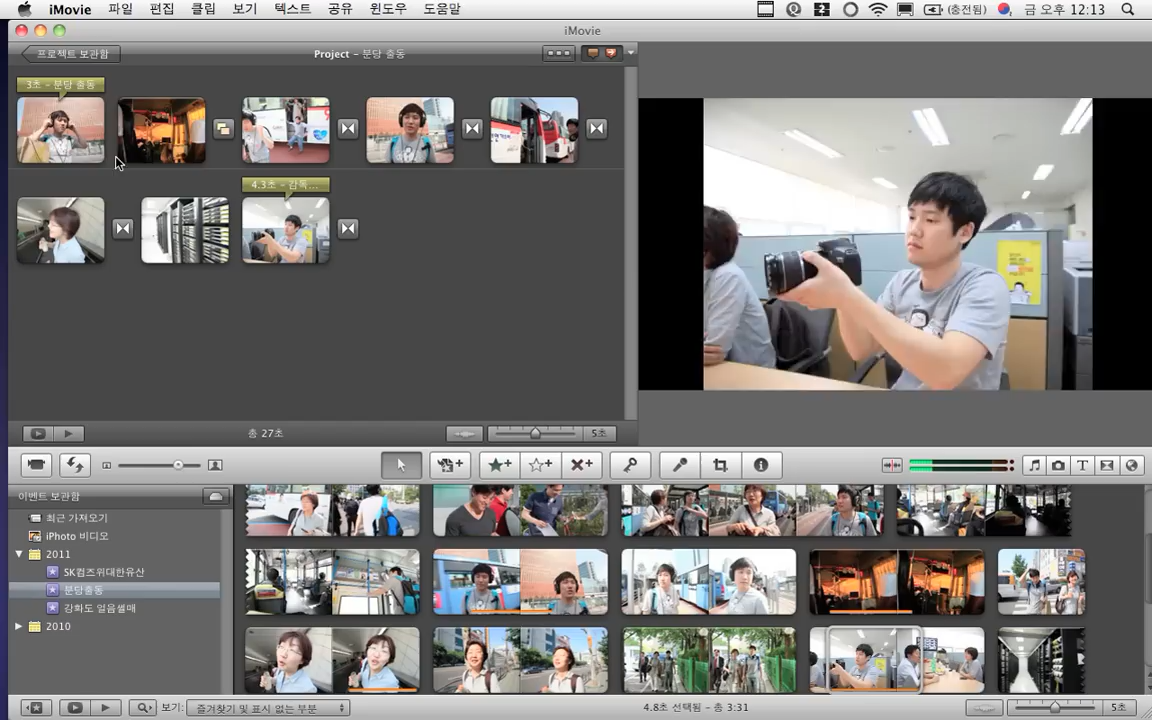 iMovie 파일 편집 클립 보기 텍스트 공유 윈도우 도움말 (충전됨) 금 오후 12:13
iMovie
프로젝트 보관함
Project - 분당 출동
3초 - 분당 출동
4.3초 - 감독...
총 27초
5초
이벤트 보관함
최근 가져오기
iPhoto 비디오
2011
SK컴즈위대한유산
분당출동
강화도 얼음썰매
2010
보기: 즐겨찾기 및 표시 없는 부분
4.8초 선택됨 - 총 3:31
5초